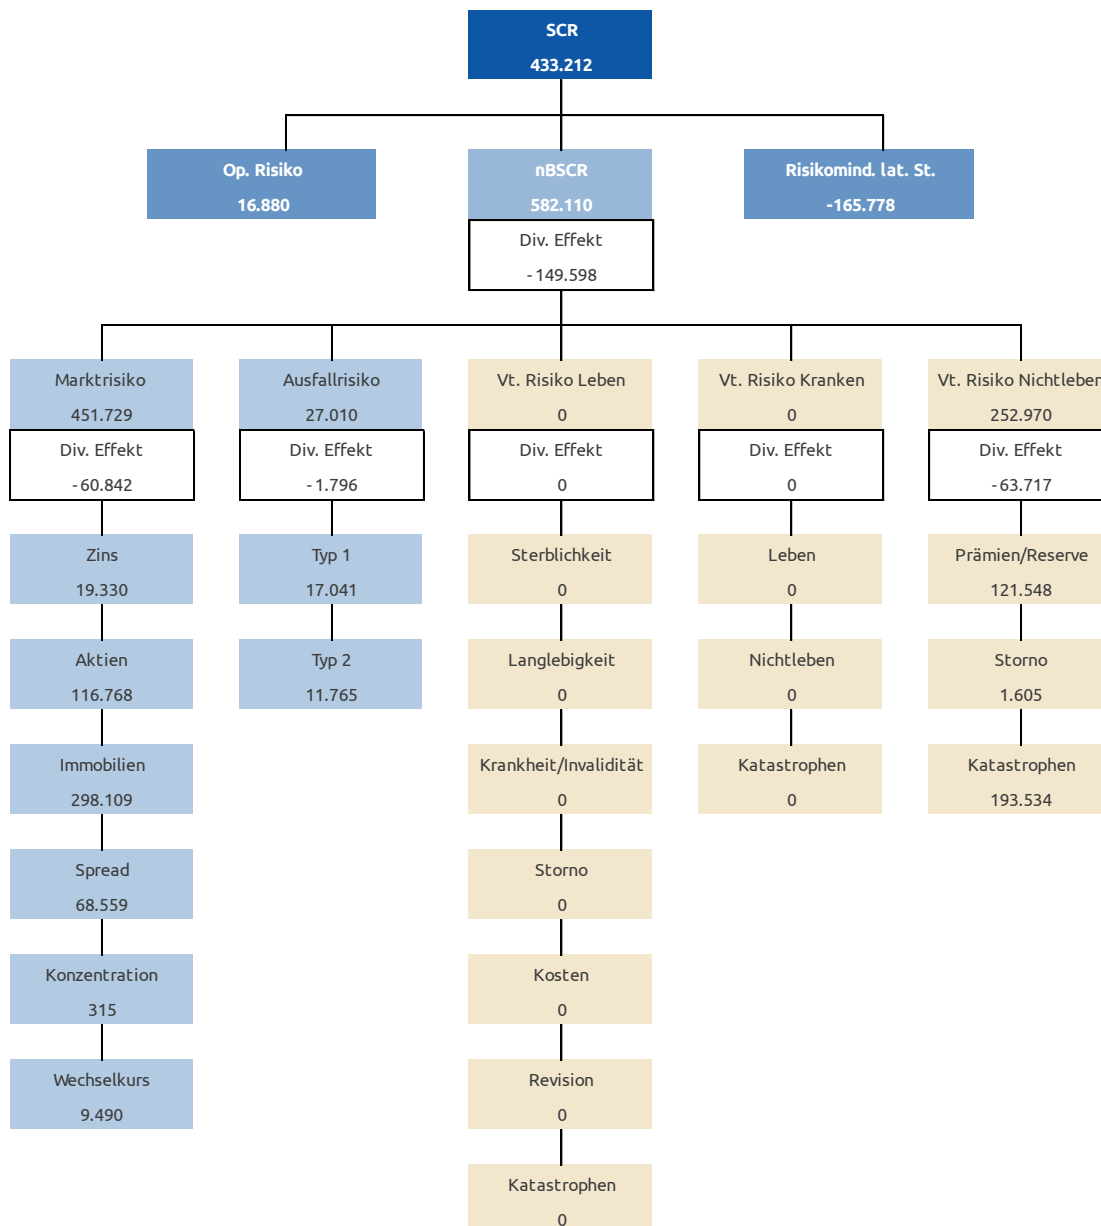 SCR
433.212
Op. Risiko
16.880
nBSCR
582.110
Risikomind. lat. St.
-165.778
Div. Effekt
-149.598
Marktrisiko
451.729
Div. Effekt
-60.842
Zins
19.330
Aktien
116.768
Immobilien
298.109
Spread
68.559
Konzentration
315
Wechselkurs
9.490
Ausfallrisiko
27.010
Div. Effekt
-1.796
Typ 1
17.041
Typ 2
11.765
Vt. Risiko Leben
0
Div. Effekt
0
Sterblichkeit
0
Langlebigkeit
0
Krankheit/Invalidität
0
Storno
0
Kosten
0
Revision
0
Katastrophen
0
Vt. Risiko Kranken
0
Div. Effekt
0
Leben
0
Nichtleben
0
Katastrophen
0
Vt. Risiko Nichtleben
252.970
Div. Effekt
-63.717
Prämien/Reserve
121.548
Storno
1.605
Katastrophen
193.534